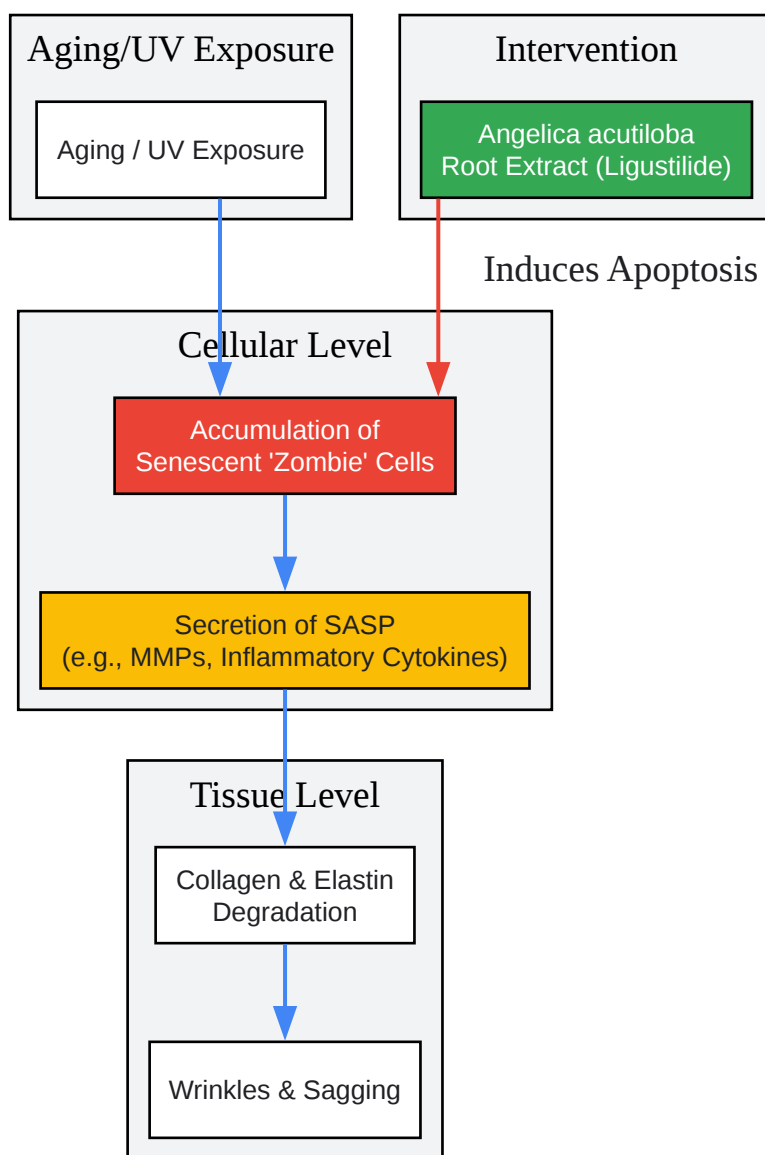 Aging/UV Exposure
Aging / UV Exposure
Intervention
Angelica acutiloba
Root Extract (Ligustilide)
Induces Apoptosis
Cellular Level
Accumulation of
Senescent 'Zombie' Cells
Secretion of SASP
(e.g., MMPs, Inflammatory Cytokines)
Tissue Level
Collagen & Elastin
Degradation
Wrinkles & Sagging